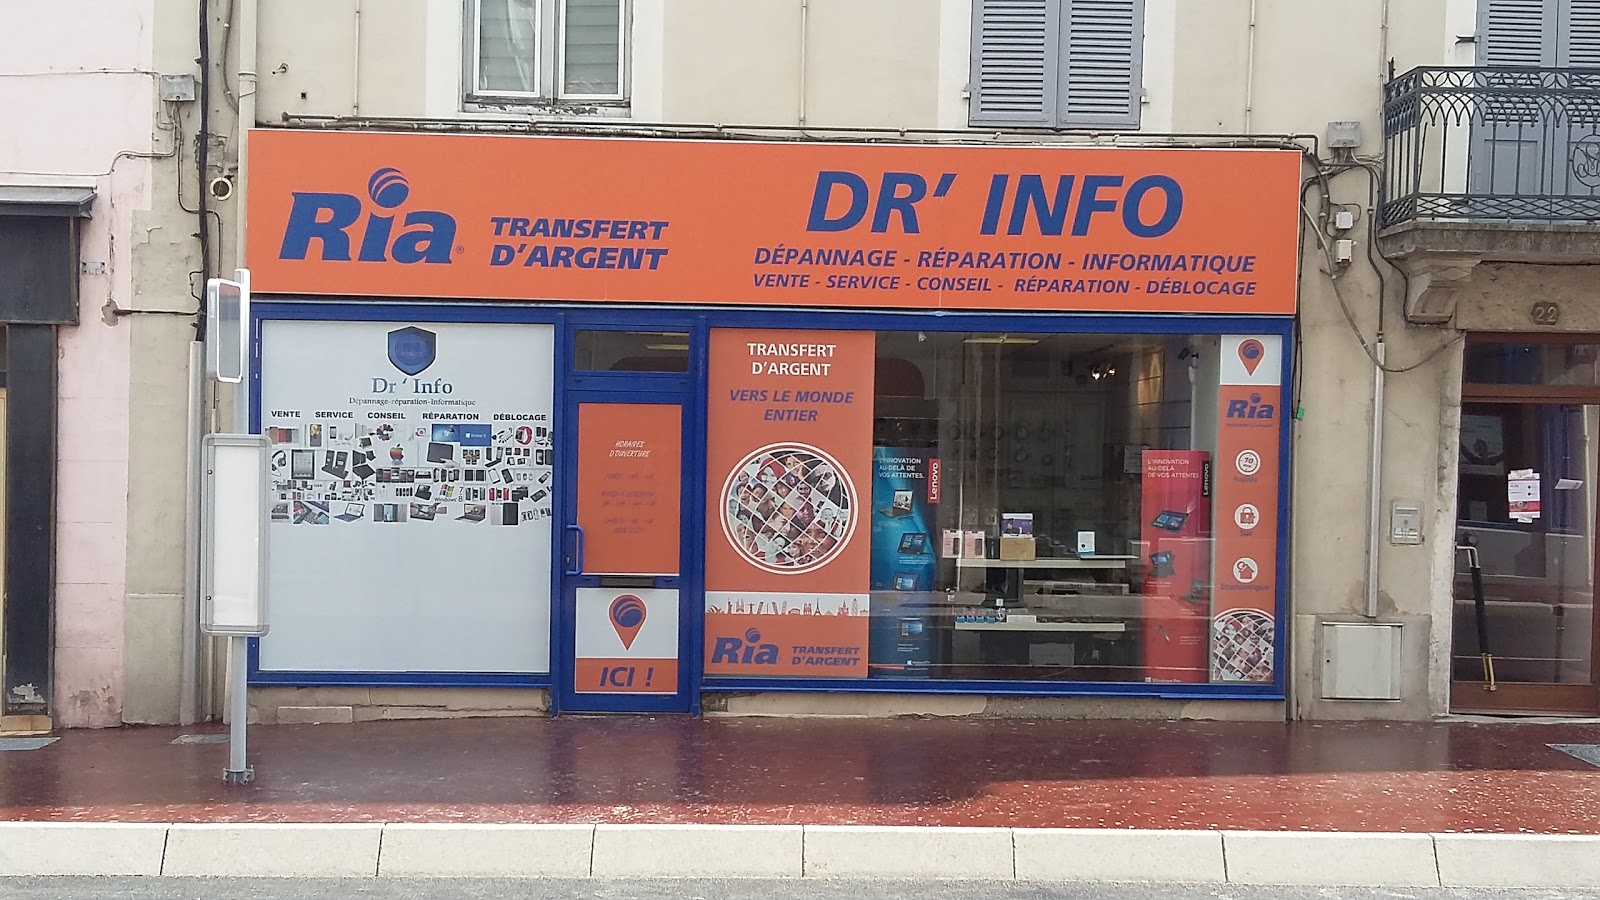 Ria
TRANSFERT
D'ARGENT
DR' INFO
DÉPANNAGE - RÉPARATION - INFORMATIQUE
VENTE - SERVICE - CONSEIL - RÉPARATION - DÉBLOCAGE
22
Dr ' Info
Dépannage-réparation-Informatique
VENTE SERVICE CONSEIL RÉPARATION DÉBLOCAGE
HORAIRES
D'OUVERTURE
ICI !
TRANSFERT
D'ARGENT
VERS LE MONDE
ENTIER
Ria
TRANSFERT
D'ARGENT
L'INNOVATION
AU-DELÀ DE
VOS ATTENTES.
Lenovo
L'INNOVATION
AU-DELÀ
DE VOS ATTENTES.
Lenovo
Ria